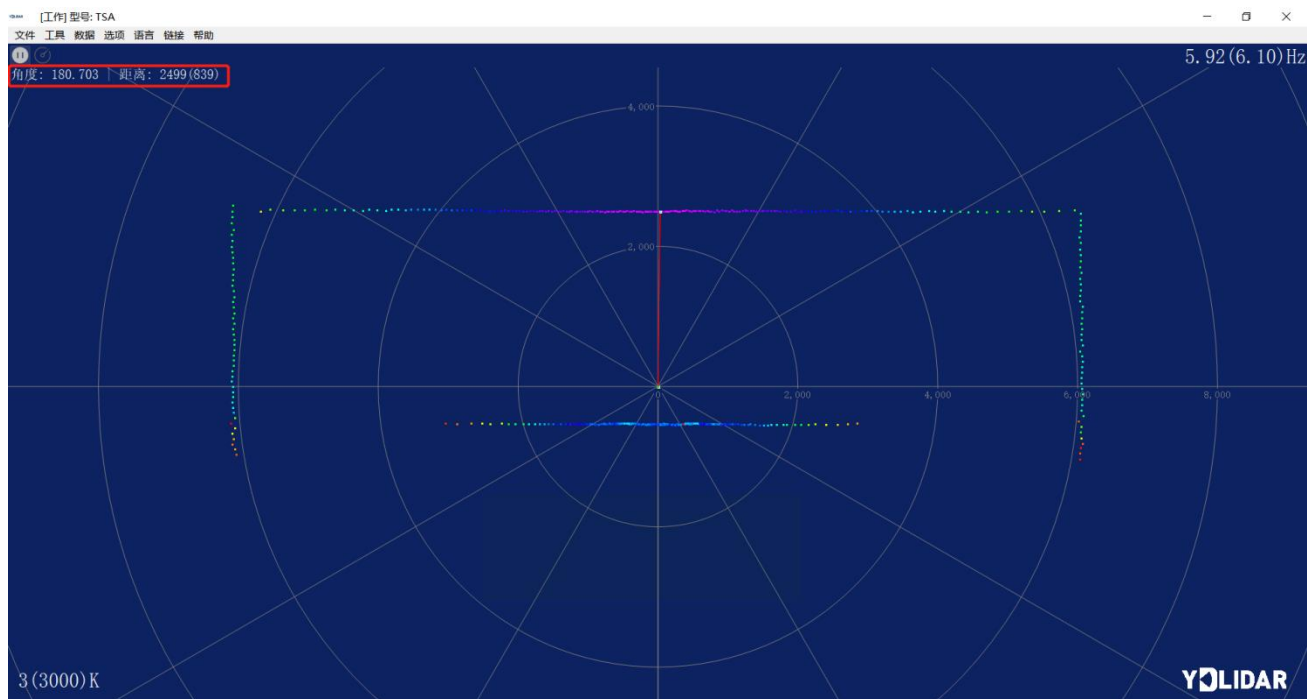 [工作] 型号: TSA
文件 工具 数据 选项 语言 链接 帮助
5.92(6.10)Hz
角度: 180.703 | 距离: 2499(839)
4,000
2,000
0 2,000 4,000 6,000 8,000
3(3000)K
YDLIDAR